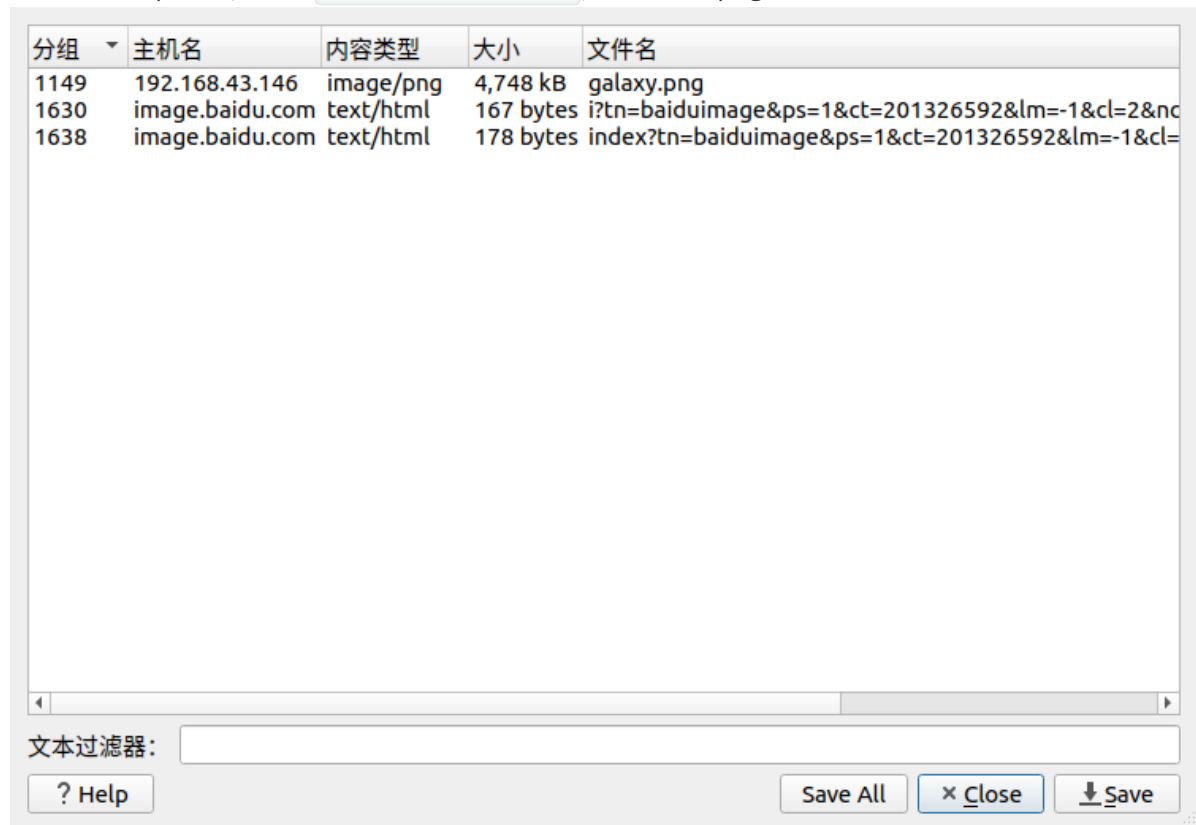 分组 主机名 内容类型 大小 文件名
1149 192.168.43.146 image/png 4,748 kB galaxy.png
1630 image.baidu.com text/html 167 bytes i?tn=baiduimage&ps=1&ct=201326592&lm=-1&cl=2&nc
1638 image.baidu.com text/html 178 bytes index?tn=baiduimage&ps=1&ct=201326592&lm=-1&cl=
文本过滤器:
? Help Save All × Close Save